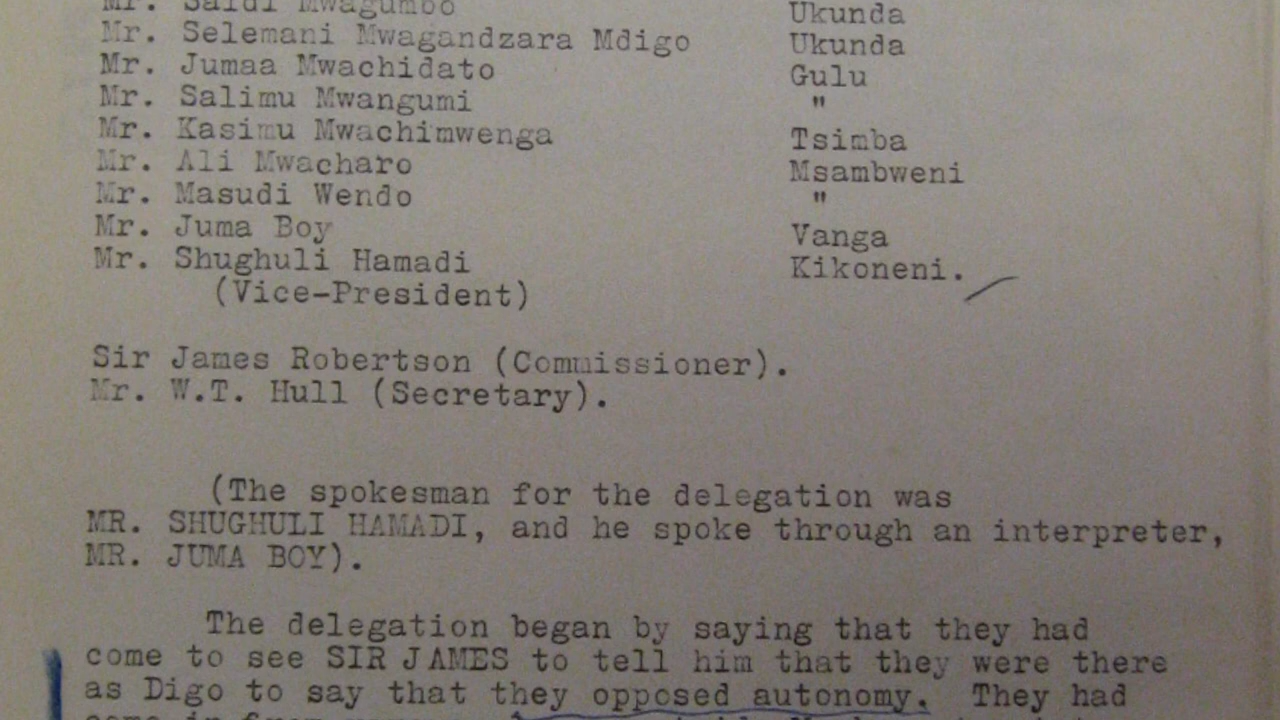 Mr. Saidi Mwagumbo Ukunda
Mr. Selemani Mwagandzara Mdigo Ukunda
Mr. Jumaa Mwachidato Gulu
Mr. Salimu Mwangumi "
Mr. Kasimu Mwachimwenga Tsimba
Mr. Ali Mwacharo Msambweni
Mr. Masudi Wendo "
Mr. Juma Boy Vanga
Mr. Shughuli Hamadi Kikoneni.
(Vice-President)
Sir James Robertson (Commissioner).
Mr. W.T. Hull (Secretary).
(The spokesman for the delegation was
MR. SHUGHULI HAMADI, and he spoke through an interpreter,
MR. JUMA BOY).
The delegation began by saying that they had
come to see SIR JAMES to tell him that they were there
as Digo to say that they opposed autonomy. They had